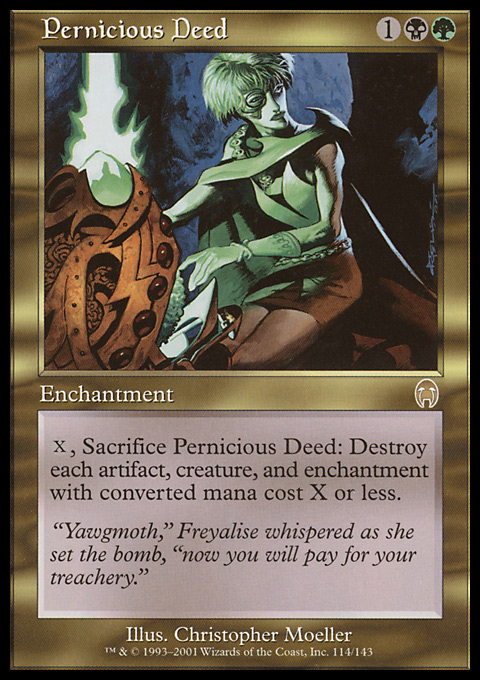 Pernicious Deed 1
Enchantment
X, Sacrifice Pernicious Deed: Destroy
each artifact, creature, and enchantment
with converted mana cost X or less.
“Yawgmoth,” Freyalise whispered as she
set the bomb, “now you will pay for your
treachery.”
Illus. Christopher Moeller
™ & © 1993–2001 Wizards of the Coast, Inc. 114/143